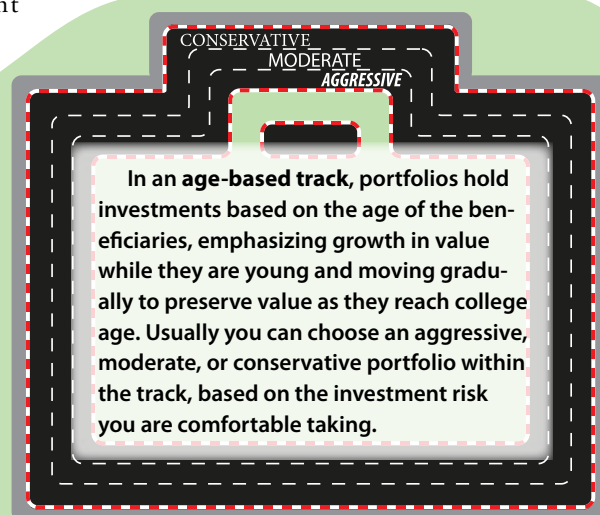 nt
CONSERVATIVE
MODERATE
AGGRESSIVE
In an age-based track, portfolios hold
investments based on the age of the ben-
eficiaries, emphasizing growth in value
while they are young and moving gradu-
ally to preserve value as they reach college
age. Usually you can choose an aggressive,
moderate, or conservative portfolio within
the track, based on the investment risk
you are comfortable taking.